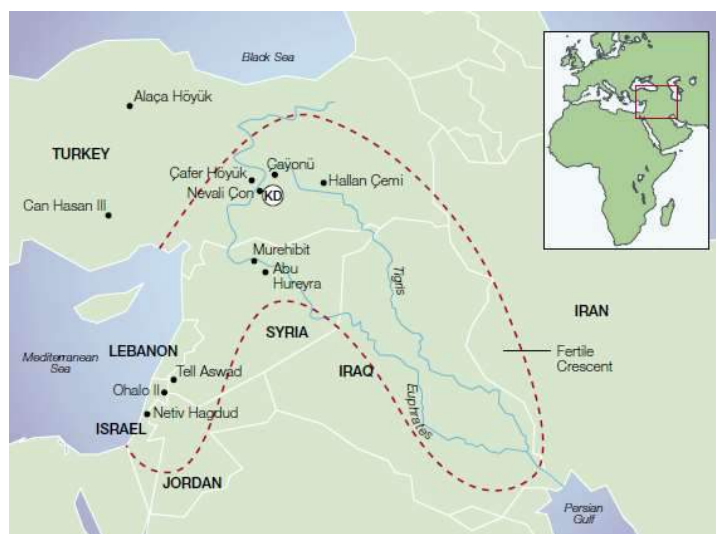 Black Sea
Alaça Höyük
TURKEY
Çayönü
Çafer Höyük
Hallan Çemi
Nevali Çon
KD
Can Hasan III
Murehibit
Abu
Hureyra
Tigris
IRAN
SYRIA
LEBANON
Mediterranean
Sea
Fertile
Crescent
IRAQ
Tell Aswad
Ohalo II
Euphrates
Netiv Hagdud
ISRAEL
JORDAN
Persian
Gulf